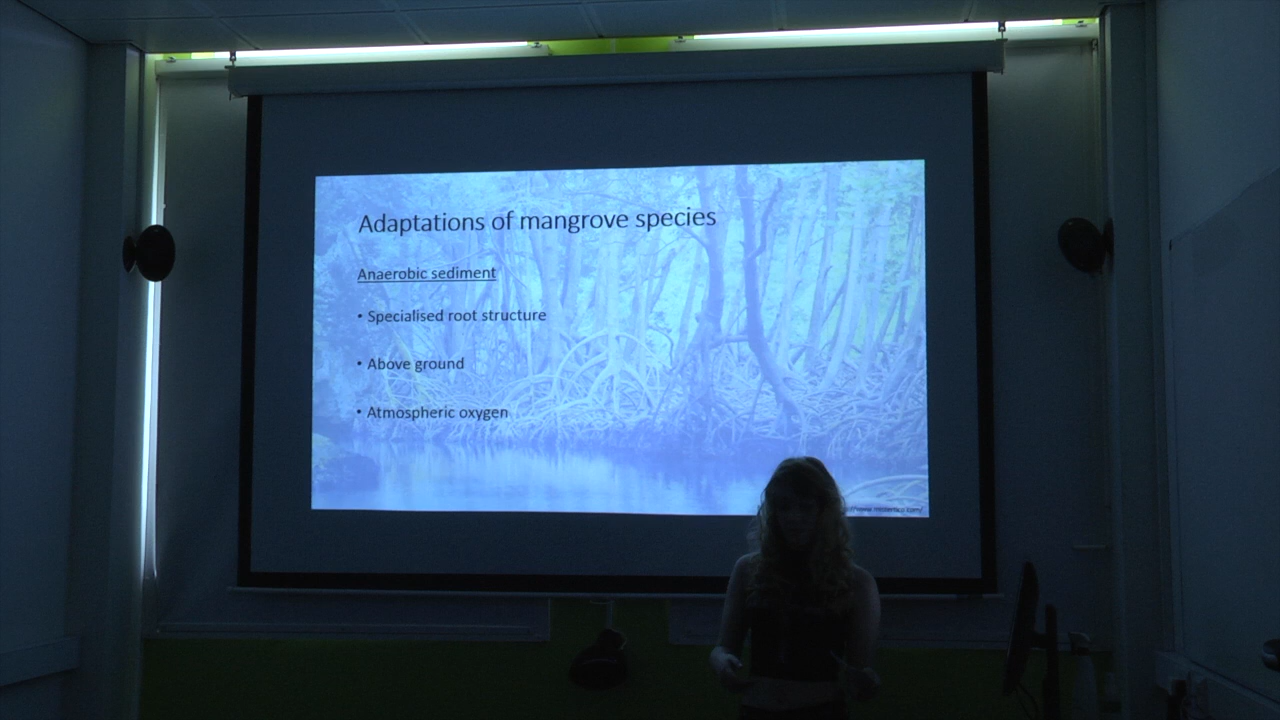 Adaptations of mangrove species
Anaerobic sediment
• Specialised root structure
• Above ground
• Atmospheric oxygen